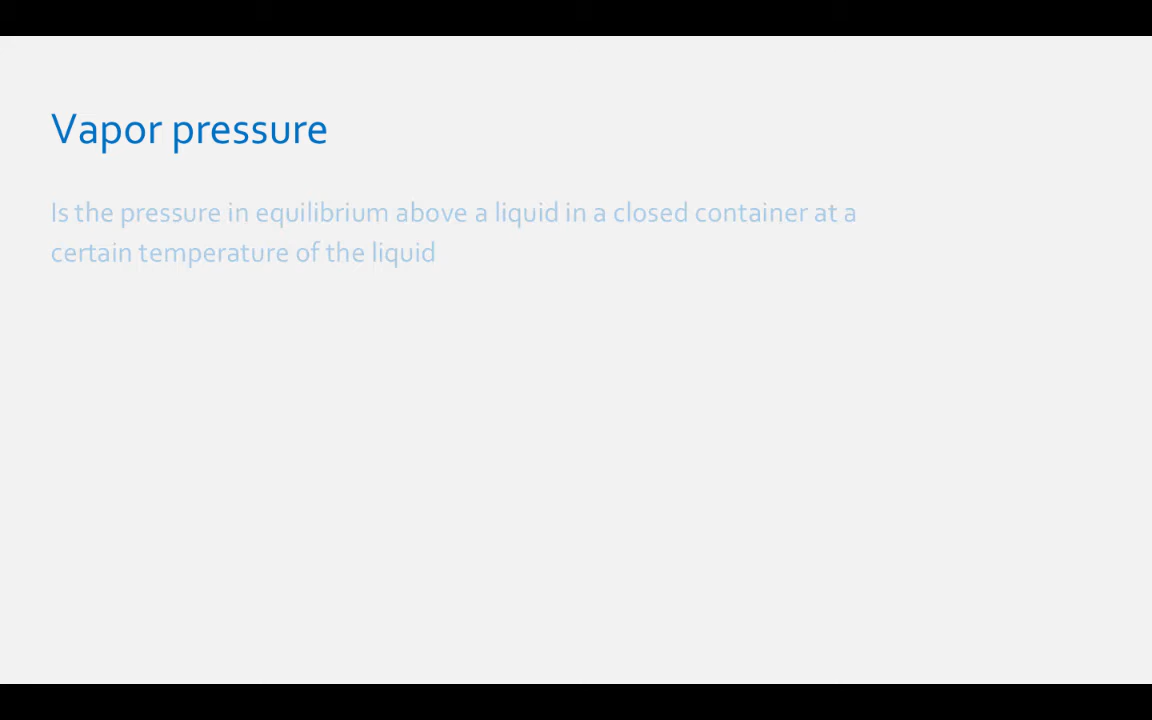 Vapor pressure
Is the pressure in equilibrium above a liquid in a closed container at a
certain temperature of the liquid